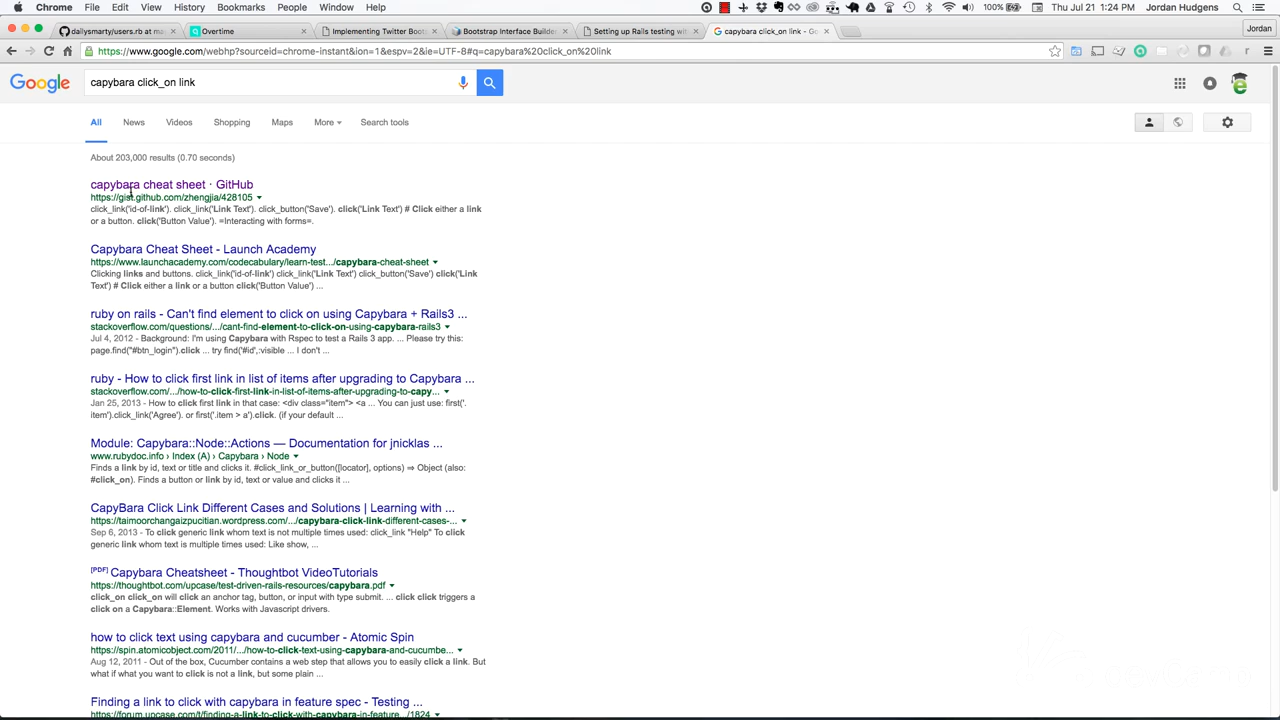 Chrome File Edit View History Bookmarks People Window Help 100% Thu Jul 21 1:24 PM Jordan Hudgens
dailysmarty/users.rb at ma Overtime Implementing Twitter Boots Bootstrap Interface Builder Setting up Rails testing wit capybara click_on link - Go Jordan
https://www.google.com/webhp?sourceid=chrome-instant&ion=1&espv=2&ie=UTF-8#q=capybara%20click_on%20link
Google capybara click_on link
All News Videos Shopping Maps More Search tools
About 203,000 results (0.70 seconds)
capybara cheat sheet · GitHub
https://gist.github.com/zhengjia/428105
click_link('id-of-link'). click_link('Link Text'). click_button('Save'). click('Link Text') # Click either a link
or a button. click('Button Value'). =Interacting with forms=.
Capybara Cheat Sheet - Launch Academy
https://www.launchacademy.com/codecabulary/learn-test.../capybara-cheat-sheet
Clicking links and buttons. click_link('id-of-link') click_link('Link Text') click_button('Save') click('Link
Text') # Click either a link or a button click('Button Value') ...
ruby on rails - Can't find element to click on using Capybara + Rails3 ...
stackoverflow.com/questions/.../cant-find-element-to-click-on-using-capybara-rails3
Jul 4, 2012 - Background: I'm using Capybara with Rspec to test a Rails 3 app. ... Please try this:
page.find("#btn_login").click ... try find('#id',:visible ... I don't ...
ruby - How to click first link in list of items after upgrading to Capybara ...
stackoverflow.com/.../how-to-click-first-link-in-list-of-items-after-upgrading-to-capy...
Jan 25, 2013 - How to click first link in that case: <div class="item"> <a ... You can just use: first('.
item').click_link('Agree'). or first('.item > a').click. (if your default ...
Module: Capybara::Node::Actions — Documentation for jnicklas ...
www.rubydoc.info › Index (A) › Capybara › Node
Finds a link by id, text or title and clicks it. #click_link_or_button([locator], options) ⇒ Object (also:
#click_on). Finds a button or link by id, text or value and clicks it ...
CapyBara Click Link Different Cases and Solutions | Learning with ...
https://taimoorchangaizpucitian.wordpress.com/.../capybara-click-link-different-cases-...
Sep 6, 2013 - To click generic link whom text is not multiple times used: click_link "Help" To click
generic link whom text is multiple times used: Like show, ...
[PDF] Capybara Cheatsheet - Thoughtbot VideoTutorials
https://thoughtbot.com/upcase/test-driven-rails-resources/capybara.pdf
click_on click_on will click an anchor tag, button, or input with type submit. ... click click triggers a
click on a Capybara::Element. Works with Javascript drivers.
how to click text using capybara and cucumber - Atomic Spin
https://spin.atomicobject.com/2011/.../how-to-click-text-using-capybara-and-cucumbe...
Aug 12, 2011 - Out of the box, Cucumber contains a web step that allows you to easily click a link. But
what if what you want to click is not a link, but some plain ...
Finding a link to click with capybara in feature spec - Testing ...
https://forum.upcase.com/t/finding-a-link-to-click-with-capybara-in-feature.../1824